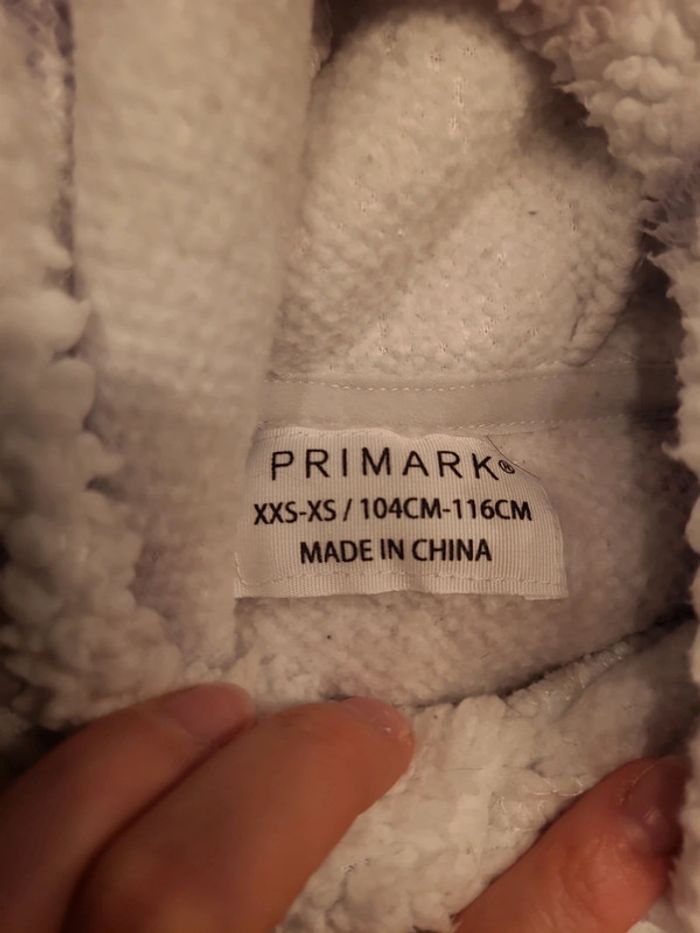 PRIMARK®
XXS-XS / 104CM-116CM
MADE IN CHINA